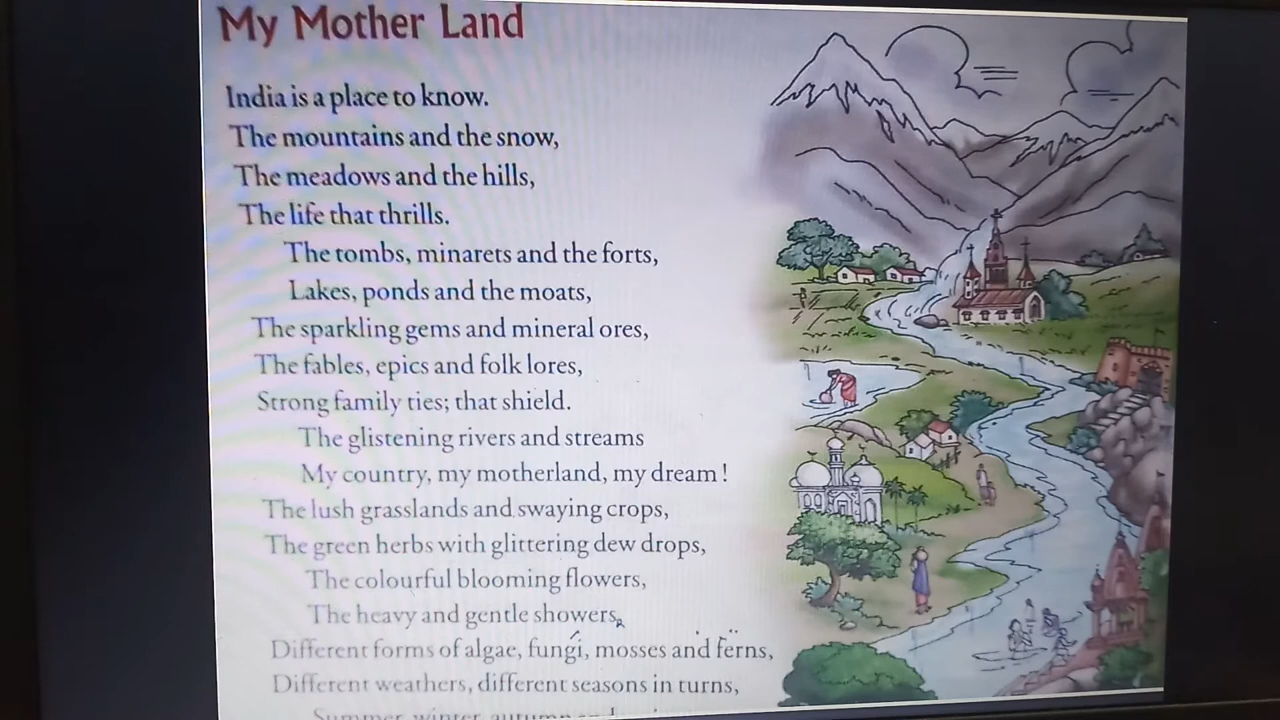 My Mother Land
India is a place to know.
The mountains and the snow,
The meadows and the hills,
The life that thrills.
The tombs, minarets and the forts,
Lakes, ponds and the moats,
The sparkling gems and mineral ores,
The fables, epics and folk lores,
Strong family ties; that shield.
The glistening rivers and streams
My country, my motherland, my dream!
The lush grasslands and swaying crops,
The green herbs with glittering dew drops,
The colourful blooming flowers,
The heavy and gentle showers,
Different forms of algae, fungi, mosses and ferns,
Different weathers, different seasons in turns,
Summer, winter, autumn and